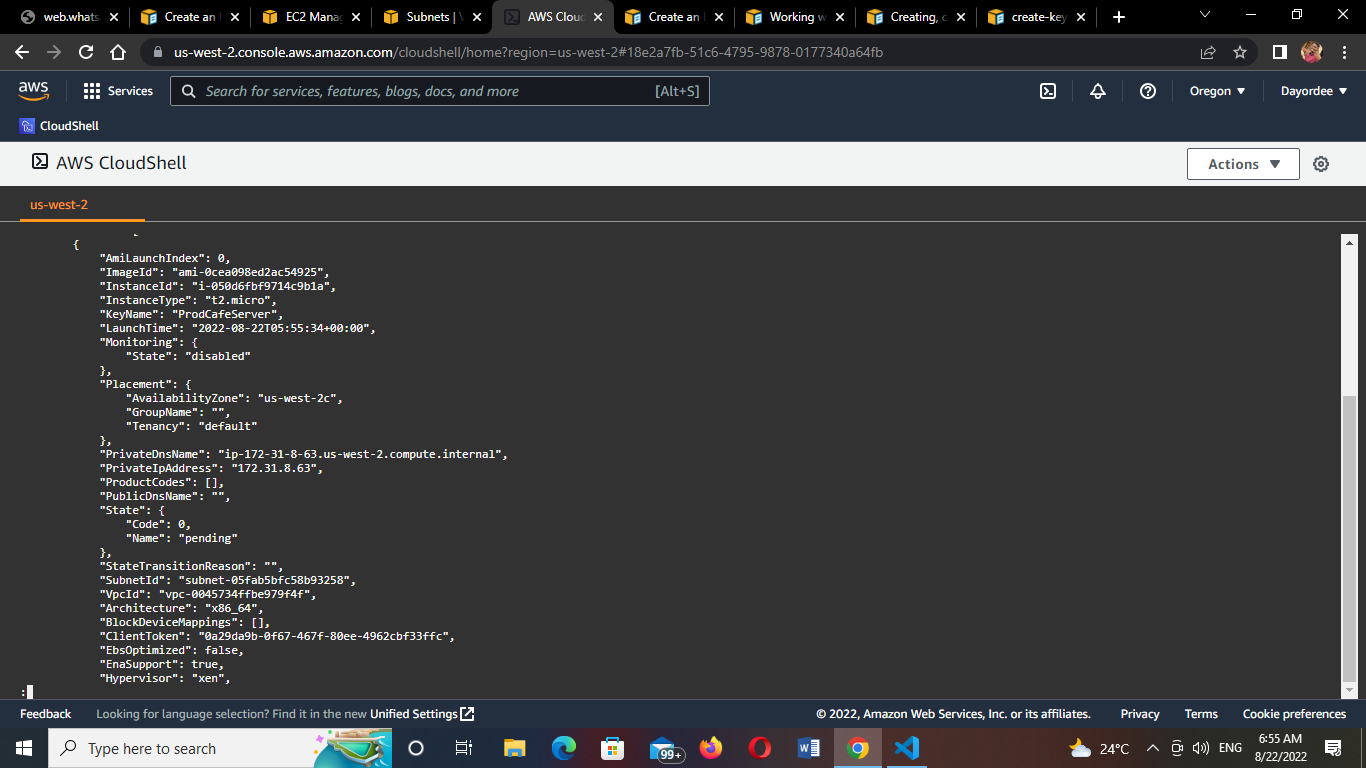 web.whats
Create an
EC2 Mana
Subnets | V
AWS Clou
Create an
Working w
Creating, c
create-key
us-west-2.console.aws.amazon.com/cloudshell/home?region=us-west-2#18e2a7fb-51c6-4795-9878-0177340a64fb
aws
Services
Search for services, features, blogs, docs, and more
[Alt+S]
Oregon
Dayordee
CloudShell
AWS CloudShell
Actions
us-west-2
{
"AmiLaunchIndex": 0,
"ImageId": "ami-0cea098ed2ac54925",
"InstanceId": "i-050d6fbf9714c9b1a",
"InstanceType": "t2.micro",
"KeyName": "ProdCafeServer",
"LaunchTime": "2022-08-22T05:55:34+00:00",
"Monitoring": {
"State": "disabled"
},
"Placement": {
"AvailabilityZone": "us-west-2c",
"GroupName": "",
"Tenancy": "default"
},
"PrivateDnsName": "ip-172-31-8-63.us-west-2.compute.internal",
"PrivateIpAddress": "172.31.8.63",
"ProductCodes": [],
"PublicDnsName": "",
"State": {
"Code": 0,
"Name": "pending"
},
"StateTransitionReason": "",
"SubnetId": "subnet-05fab5bfc58b93258",
"VpcId": "vpc-0045734ffbe979f4f",
"Architecture": "x86_64",
"BlockDeviceMappings": [],
"ClientToken": "0a29da9b-0f67-467f-80ee-4962cbf33ffc",
"EbsOptimized": false,
"EnaSupport": true,
"Hypervisor": "xen",
:
Feedback
Looking for language selection? Find it in the new Unified Settings
© 2022, Amazon Web Services, Inc. or its affiliates.
Privacy
Terms
Cookie preferences
Type here to search
99+
24°C
ENG
6:55 AM
8/22/2022